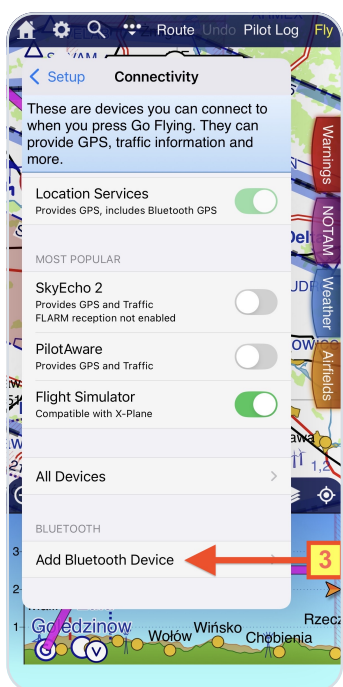 Route Undo Pilot Log Fly
Setup Connectivity
These are devices you can connect to
when you press Go Flying. They can
provide GPS, traffic information and
more.
Location Services
Provides GPS, includes Bluetooth GPS
MOST POPULAR
SkyEcho 2
Provides GPS and Traffic
FLARM reception not enabled
PilotAware
Provides GPS and Traffic
Flight Simulator
Compatible with X-Plane
All Devices
BLUETOOTH
Add Bluetooth Device
3
Warnings
NOTAM
Weather
Airfields
3
2
1
Golędzinów
Wołów
Wińsko
Chobienia
Rzecz
V